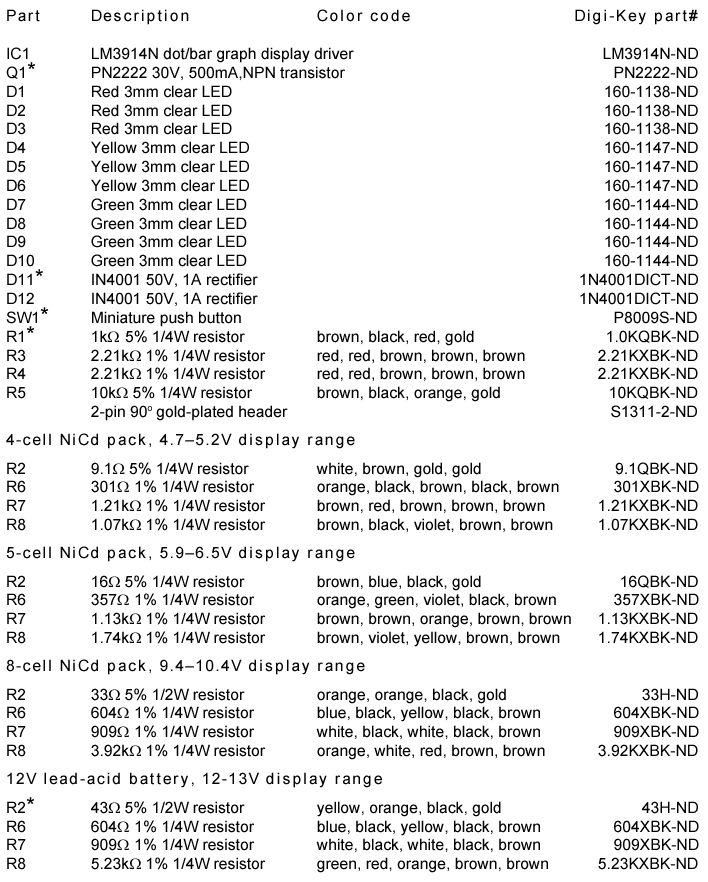 Part Description Color code Digi-Key part#
IC1 LM3914N dot/bar graph display driver LM3914N-ND
Q1* PN2222 30V, 500mA,NPN transistor PN2222-ND
D1 Red 3mm clear LED 160-1138-ND
D2 Red 3mm clear LED 160-1138-ND
D3 Red 3mm clear LED 160-1138-ND
D4 Yellow 3mm clear LED 160-1147-ND
D5 Yellow 3mm clear LED 160-1147-ND
D6 Yellow 3mm clear LED 160-1147-ND
D7 Green 3mm clear LED 160-1144-ND
D8 Green 3mm clear LED 160-1144-ND
D9 Green 3mm clear LED 160-1144-ND
D10 Green 3mm clear LED 160-1144-ND
D11* IN4001 50V, 1A rectifier 1N4001DICT-ND
D12 IN4001 50V, 1A rectifier 1N4001DICT-ND
SW1* Miniature push button P8009S-ND
R1* 1kΩ 5% 1/4W resistor brown, black, red, gold 1.0KQBK-ND
R3 2.21kΩ 1% 1/4W resistor red, red, brown, brown, brown 2.21KXBK-ND
R4 2.21kΩ 1% 1/4W resistor red, red, brown, brown, brown 2.21KXBK-ND
R5 10kΩ 5% 1/4W resistor brown, black, orange, gold 10KQBK-ND
2-pin 90º gold-plated header S1311-2-ND
4-cell NiCd pack, 4.7–5.2V display range
R2 9.1Ω 5% 1/4W resistor white, brown, gold, gold 9.1QBK-ND
R6 301Ω 1% 1/4W resistor orange, black, brown, black, brown 301XBK-ND
R7 1.21kΩ 1% 1/4W resistor brown, red, brown, brown, brown 1.21KXBK-ND
R8 1.07kΩ 1% 1/4W resistor brown, black, violet, brown, brown 1.07KXBK-ND
5-cell NiCd pack, 5.9–6.5V display range
R2 16Ω 5% 1/4W resistor brown, blue, black, gold 16QBK-ND
R6 357Ω 1% 1/4W resistor orange, green, violet, black, brown 357XBK-ND
R7 1.13kΩ 1% 1/4W resistor brown, brown, orange, brown, brown 1.13KXBK-ND
R8 1.74kΩ 1% 1/4W resistor brown, violet, yellow, brown, brown 1.74KXBK-ND
8-cell NiCd pack, 9.4–10.4V display range
R2 33Ω 5% 1/2W resistor orange, orange, black, gold 33H-ND
R6 604Ω 1% 1/4W resistor blue, black, yellow, black, brown 604XBK-ND
R7 909Ω 1% 1/4W resistor white, black, white, black, brown 909XBK-ND
R8 3.92kΩ 1% 1/4W resistor orange, white, red, brown, brown 3.92KXBK-ND
12V lead-acid battery, 12-13V display range
R2* 43Ω 5% 1/2W resistor yellow, orange, black, gold 43H-ND
R6 604Ω 1% 1/4W resistor blue, black, yellow, black, brown 604XBK-ND
R7 909Ω 1% 1/4W resistor white, black, white, black, brown 909XBK-ND
R8 5.23kΩ 1% 1/4W resistor green, red, orange, brown, brown 5.23KXBK-ND